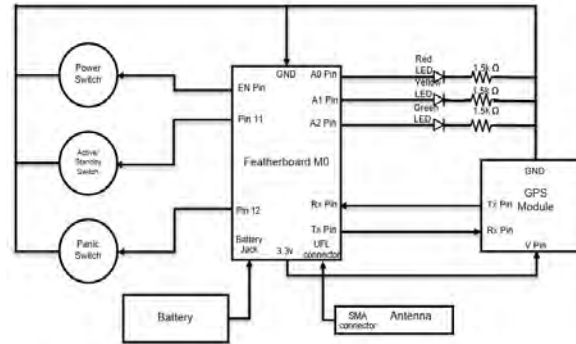 Power
Switch
Active/
Standby
Switch
Panic
Switch
GND
EN Pin
Pin 11
Featherboard M0
Pin 12
Battery
Jack
3.3v
UFL
connector
A0 Pin
A1 Pin
A2 Pin
Rx Pin
Tx Pin
Red
LED
1.5k Ω
Yellow
LED
1.5k Ω
Green
LED
1.5k Ω
GND
GPS
Module
TX Pin
Rx Pin
V Pin
Battery
SMA
connector
Antenna